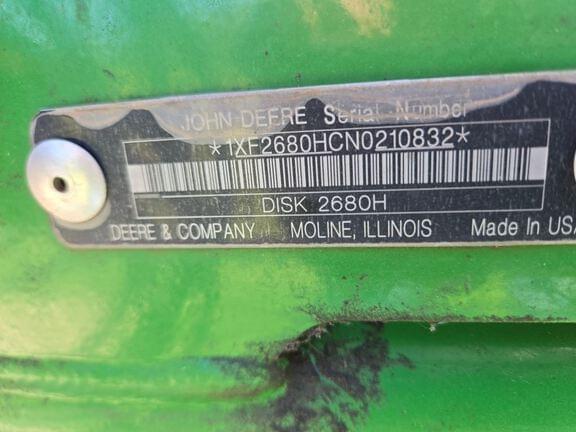 JOHN DEERE Serial Number
*1XF2680HCN0210832*
DISK 2680H
DEERE & COMPANY MOLINE, ILLINOIS Made In USA